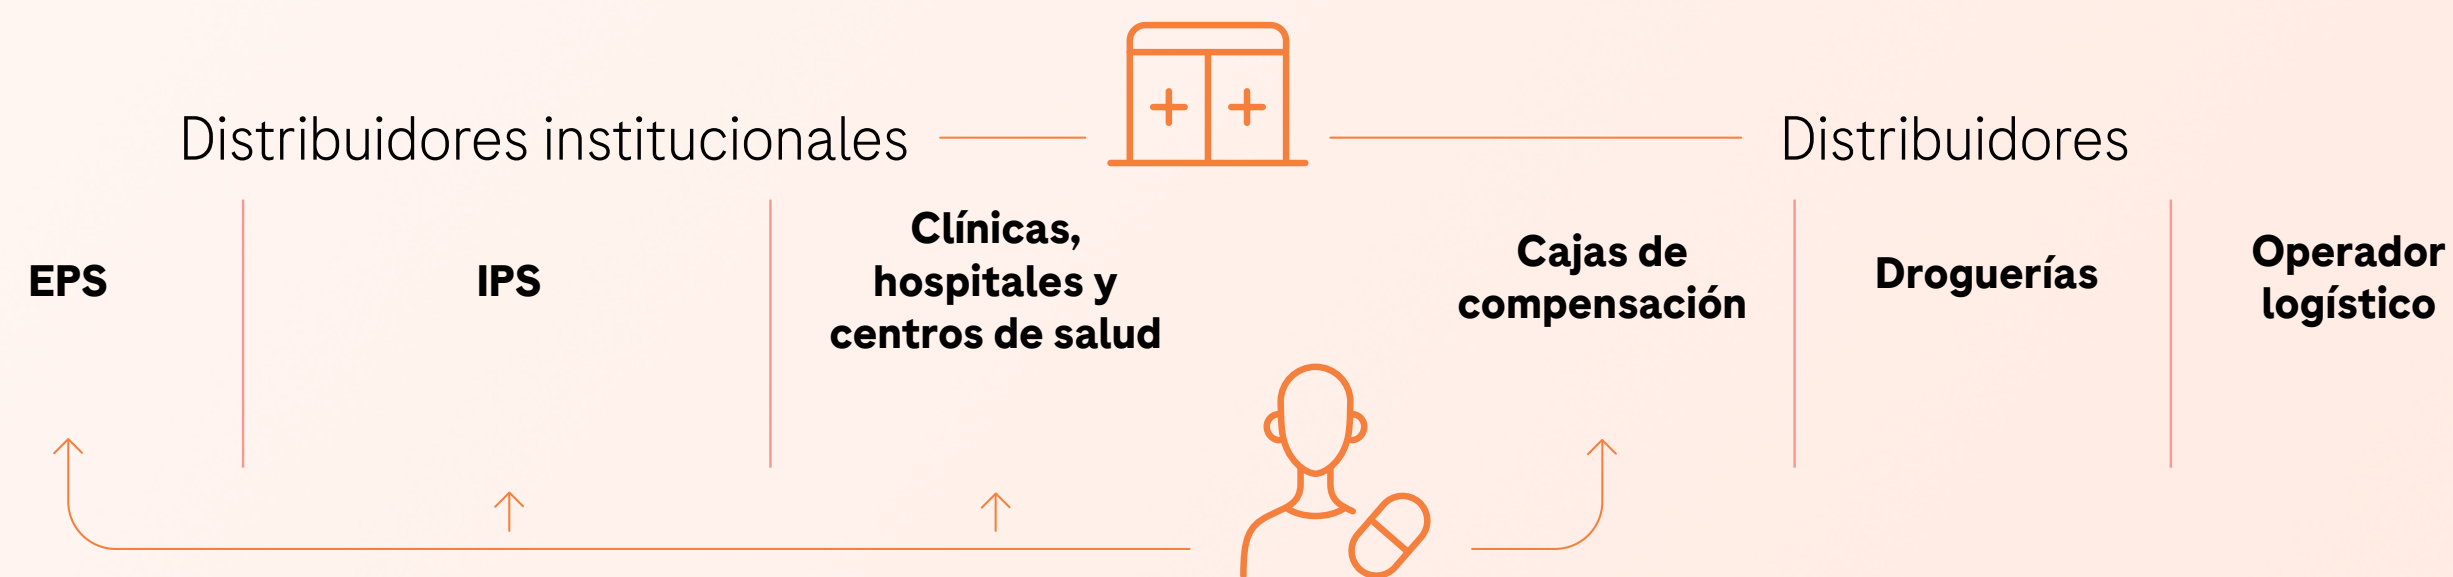 Distribuidores institucionales
Distribuidores
EPS
IPS
Clínicas,
hospitales y
centros de salud
Cajas de
compensación
Droguerías
Operador
logístico